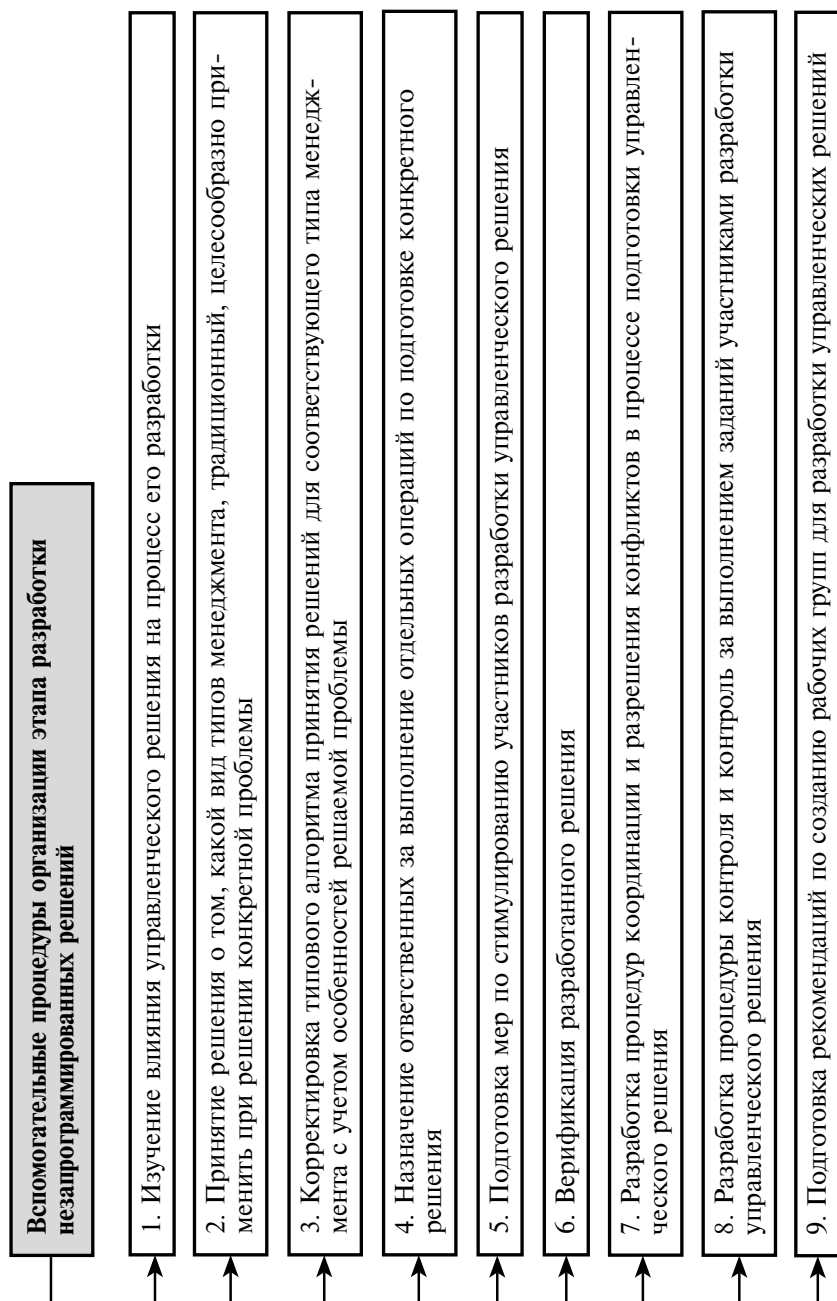 Вспомогательные процедуры организации этапа разработки
незапрограммированных решений
1. Изучение влияния управленческого решения на процесс его разработки
2. Принятие решения о том, какой вид типов менеджмента, традиционный, целесообразно при-
менить при решении конкретной проблемы
3. Корректировка типового алгоритма принятия решений для соответствующего типа менедж-
мента с учетом особенностей решаемой проблемы
4. Назначение ответственных за выполнение отдельных операций по подготовке конкретного
решения
5. Подготовка мер по стимулированию участников разработки управленческого решения
6. Верификация разработанного решения
7. Разработка процедур координации и разрешения конфликтов в процессе подготовки управлен-
ческого решения
8. Разработка процедуры контроля и контроль за выполнением заданий участниками разработки
управленческого решения
9. Подготовка рекомендаций по созданию рабочих групп для разработки управленческих решений